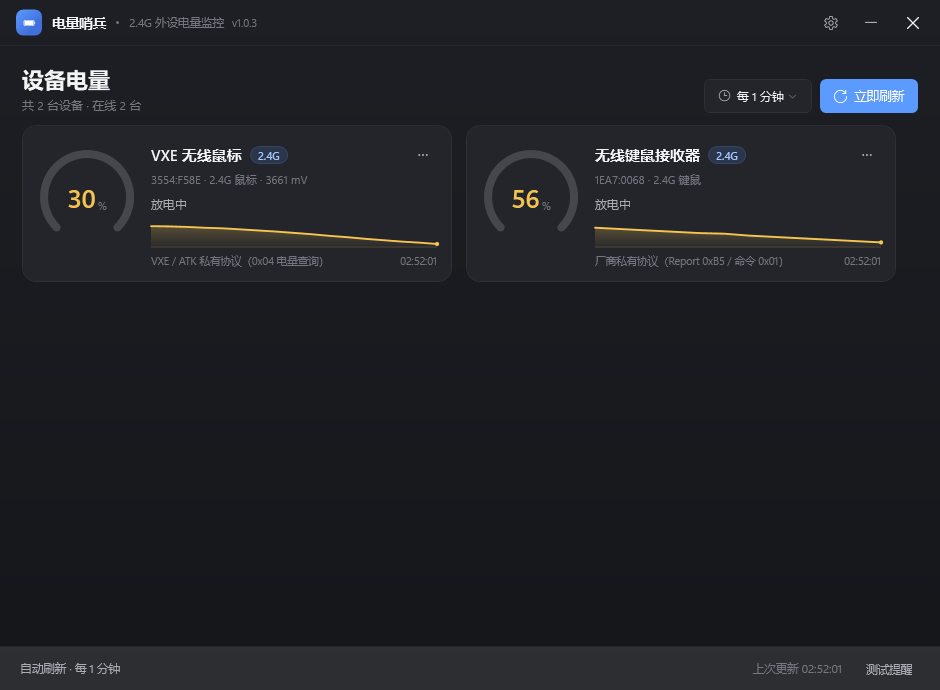 电量哨兵 · 2.4G 外设电量监控 v1.0.3
设备电量
共 2 台设备 · 在线 2 台
每 1 分钟
立即刷新
VXE 无线鼠标 2.4G ...
3554:F58E · 2.4G 鼠标 · 3661 mV
30%
放电中
VXE / ATK 私有协议（0x04 电量查询） 02:52:01
无线键鼠接收器 2.4G ...
1EA7:0068 · 2.4G 键鼠
56%
放电中
厂商私有协议（Report 0xB5 / 命令 0x01） 02:52:01
自动刷新 · 每 1 分钟
上次更新 02:52:01
测试提醒